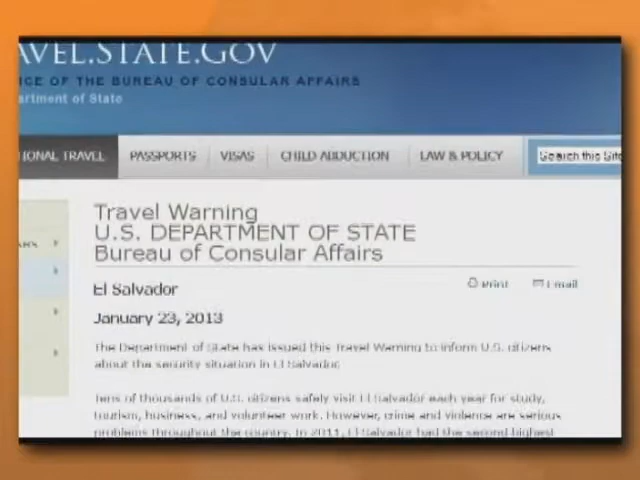 AVEL.STATE.GOV
ICE OF THE BUREAU OF CONSULAR AFFAIRS
artment of State
IONAL TRAVEL PASSPORTS VISAS CHILD ABDUCTION LAW & POLICY Search this Site
Travel Warning
U.S. DEPARTMENT OF STATE
Bureau of Consular Affairs
Print Email
El Salvador
January 23, 2013
The Department of State has issued this Travel Warning to inform U.S. citizens
about the security situation in El Salvador.
Tens of thousands of U.S. citizens safely visit El Salvador each year for study,
tourism, business, and volunteer work. However, crime and violence are serious
problems throughout the country. In 2011, El Salvador had the second highest